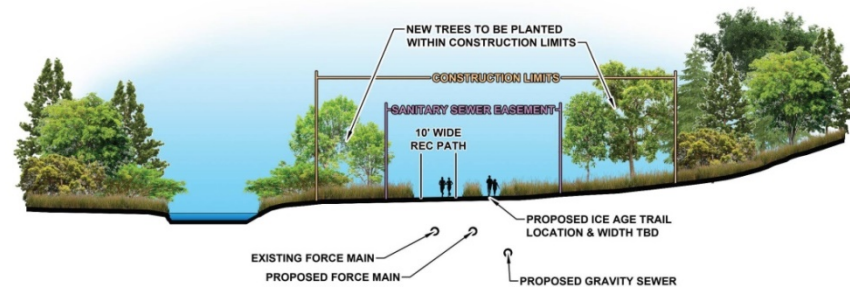 NEW TREES TO BE PLANTED
WITHIN CONSTRUCTION LIMITS
CONSTRUCTION LIMITS
SANITARY SEWER EASEMENT
10' WIDE
REC PATH
PROPOSED ICE AGE TRAIL
LOCATION & WIDTH TBD
EXISTING FORCE MAIN
PROPOSED FORCE MAIN
PROPOSED GRAVITY SEWER